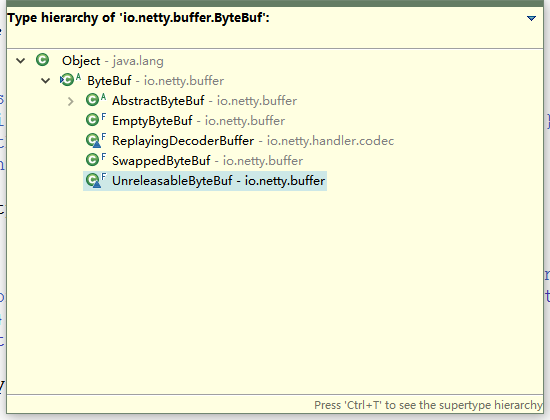 Type hierarchy of 'io.netty.buffer.ByteBuf':
Object - java.lang
A ByteBuf - io.netty.buffer
A AbstractByteBuf - io.netty.buffer
F EmptyByteBuf - io.netty.buffer
F ReplayingDecoderBuffer - io.netty.handler.codec
F SwappedByteBuf - io.netty.buffer
F UnreleasableByteBuf - io.netty.buffer
Press 'Ctrl+T' to see the supertype hierarchy